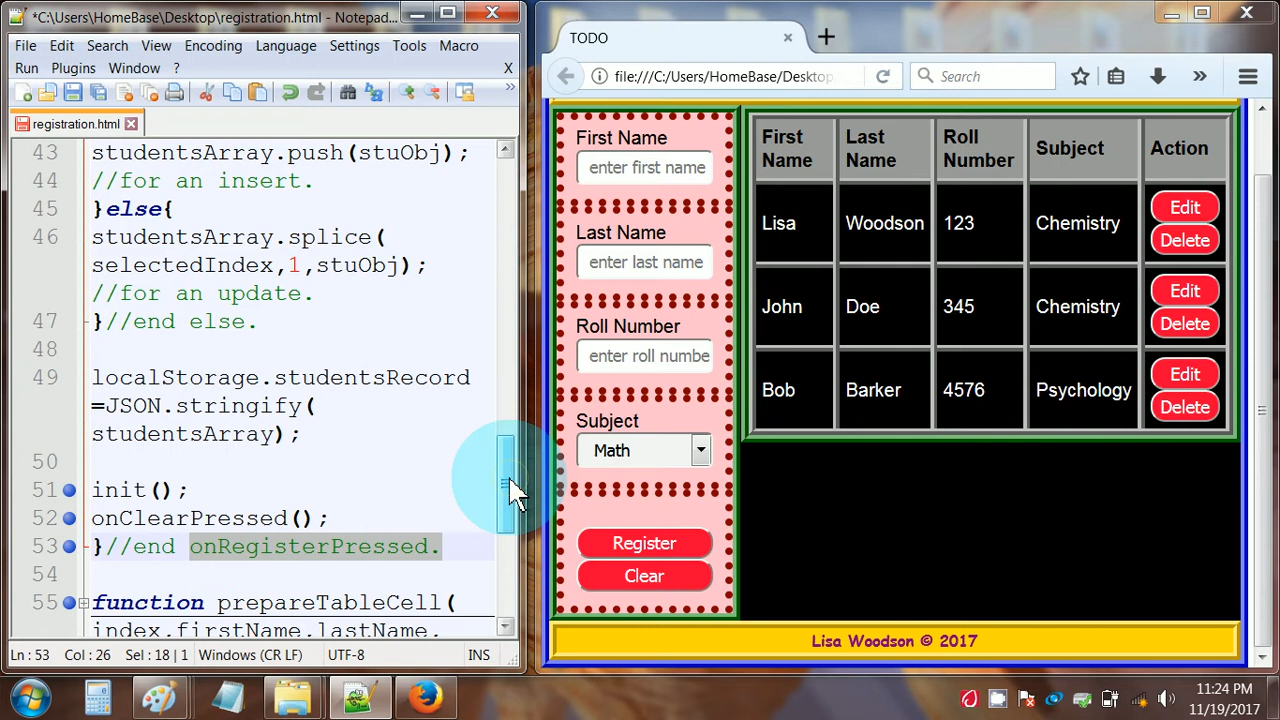 *C:\Users\HomeBase\Desktop\registration.html - Notepad...
File Edit Search View Encoding Language Settings Tools Macro
Run Plugins Window ? X
registration.html
43 studentsArray.push(stuObj);
44 //for an insert.
45 }else{
46 studentsArray.splice(
selectedIndex,1,stuObj);
//for an update.
47 }//end else.
48
49 localStorage.studentsRecord
=JSON.stringify(
studentsArray);
50
51 init();
52 onClearPressed();
53 }//end onRegisterPressed.
54
55 function prepareTableCell(
index,firstName,lastName,
Ln : 53 Col : 26 Sel : 18 | 1 Windows (CR LF) UTF-8 INS
TODO
file:///C:/Users/HomeBase/Desktop
Search
First Name
enter first name
Last Name
enter last name
Roll Number
enter roll numbe
Subject
Math
Register
Clear
First Name Last Name Roll Number Subject Action
Lisa Woodson 123 Chemistry Edit Delete
John Doe 345 Chemistry Edit Delete
Bob Barker 4576 Psychology Edit Delete
Lisa Woodson © 2017
11:24 PM
11/19/2017